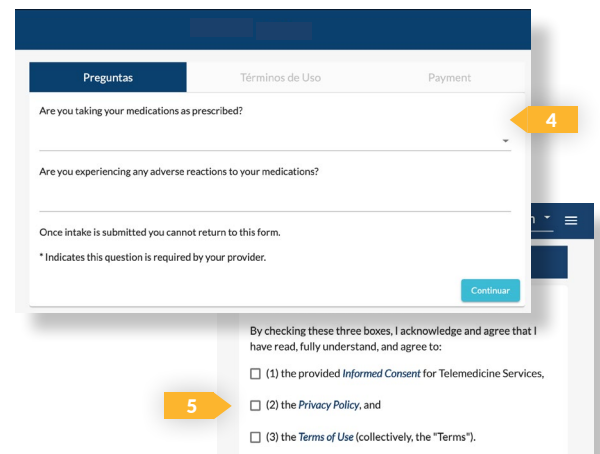 Preguntas
Términos de Uso
Payment
Are you taking your medications as prescribed?
4
Are you experiencing any adverse reactions to your medications?
Once intake is submitted you cannot return to this form.
* Indicates this question is required by your provider.
Continuar
By checking these three boxes, I acknowledge and agree that I
have read, fully understand, and agree to:
(1) the provided Informed Consent for Telemedicine Services,
5
(2) the Privacy Policy, and
(3) the Terms of Use (collectively, the "Terms").